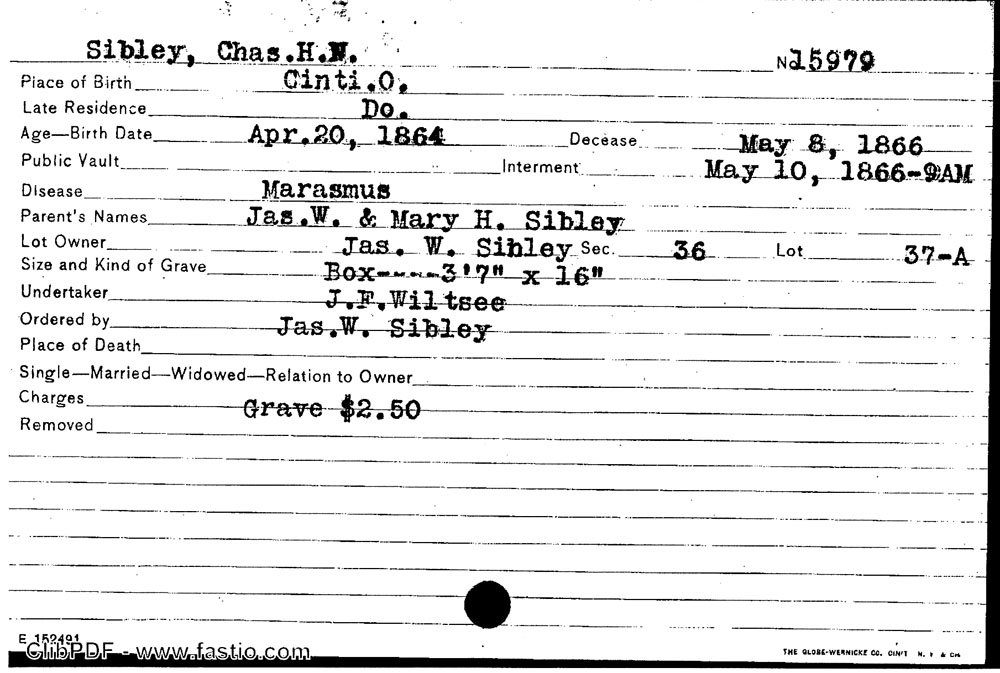 Sibley, Chas.H.W. No 15979
Place of Birth Cinti.O.
Late Residence Do.
Age—Birth Date Apr.20, 1864 Decease May 8, 1866
Public Vault Interment May 10, 1866-9AM
Disease Marasmus
Parent's Names Jas.W. & Mary H. Sibley
Lot Owner Jas. W. Sibley Sec. 36 Lot 37-A
Size and Kind of Grave Box----3'7" x 16"
Undertaker J.F.Wiltsee
Ordered by Jas.W. Sibley
Place of Death
Single—Married—Widowed—Relation to Owner
Charges Grave $2.50
Removed
E 152491
ClibPDF - www.fastio.com
THE GLOBE-WERNICKE CO. CIN'TI N. Y. & CHI.